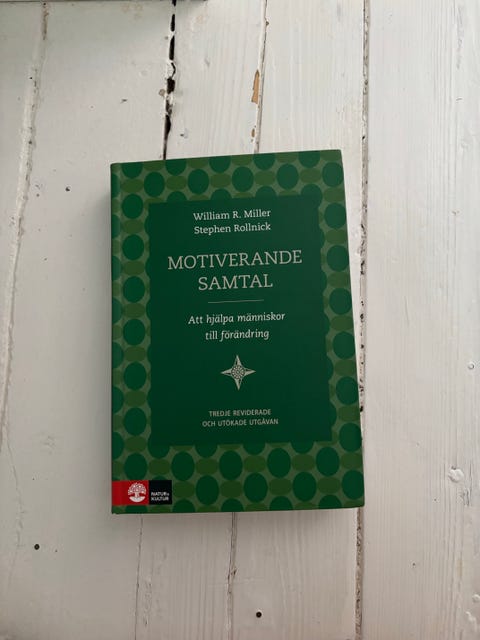 William R. Miller
Stephen Rollnick
MOTIVERANDE
SAMTAL
Att hjälpa människor
till förändring
TREDJE REVIDERADE
OCH UTÖKADE UTGÅVAN
NATUR &
KULTUR